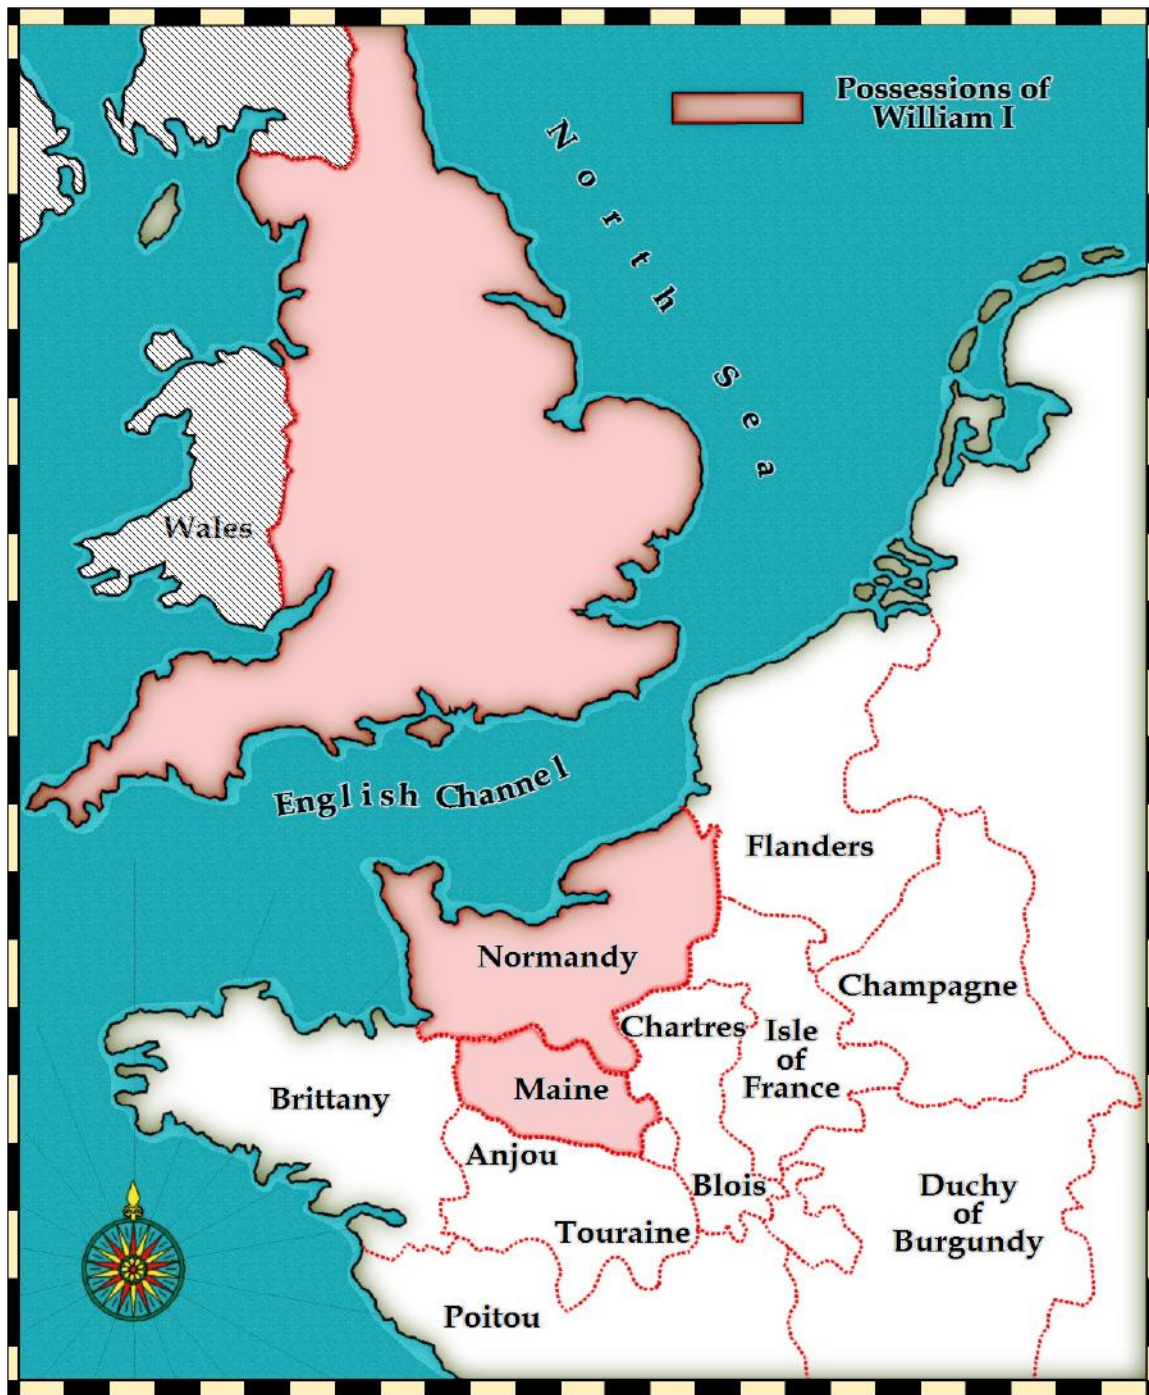 Possessions of
William I
North Sea
Wales
English Channel
Flanders
Normandy
Champagne
Chartres
Isle
of
France
Maine
Brittany
Anjou
Blois
Duchy
of
Burgundy
Touraine
Poitou